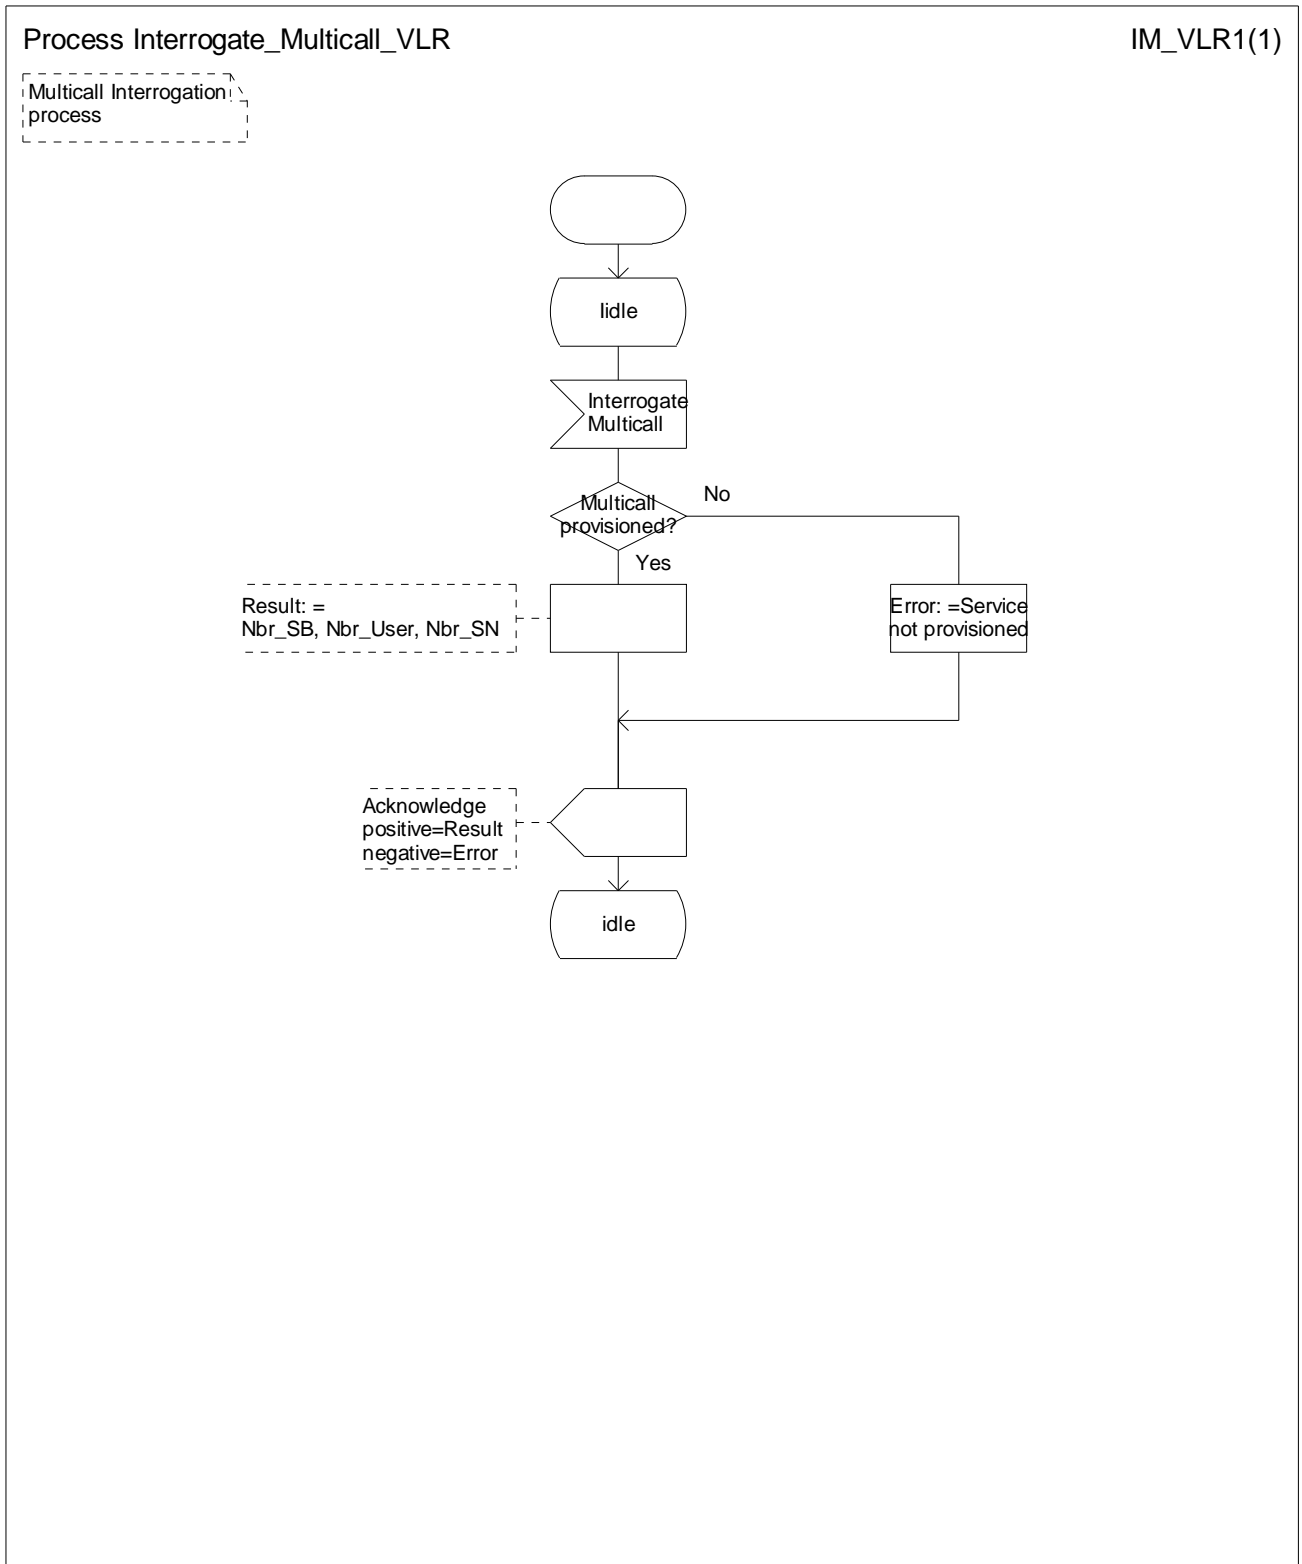 Process Interrogate_Multicall_VLR
IM_VLR1(1)
Multicall Interrogation
process
Iidle
Interrogate
Multicall
Multicall
provisioned?
No
Yes
Result: =
Nbr_SB, Nbr_User, Nbr_SN
Error: =Service
not provisioned
Acknowledge
positive=Result
negative=Error
idle